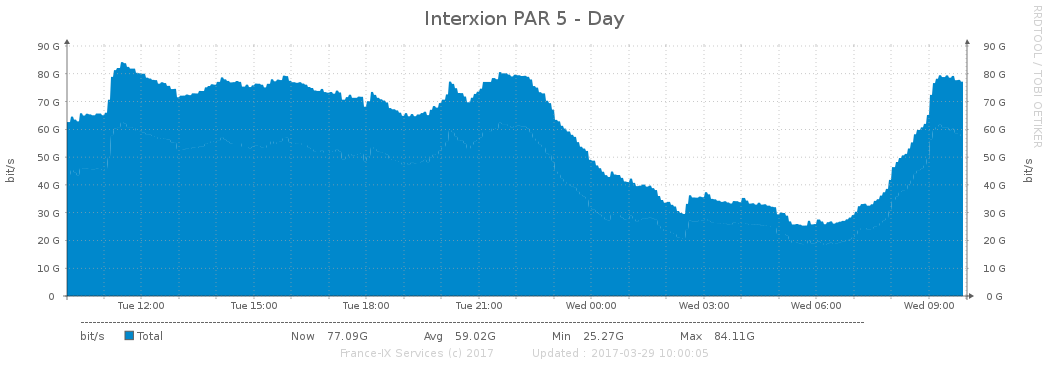 Interxion PAR 5 - Day
RRDTOOL / TOBI OETIKER
90 G 90 G
80 G 80 G
70 G 70 G
60 G 60 G
50 G 50 G
40 G 40 G
30 G 30 G
20 G 20 G
10 G 10 G
0 0 G
bit/s bit/s
Tue 12:00 Tue 15:00 Tue 18:00 Tue 21:00 Wed 00:00 Wed 03:00 Wed 06:00 Wed 09:00
bit/s Total Now 77.09G Avg 59.02G Min 25.27G Max 84.11G
France-IX Services (c) 2017 Updated : 2017-03-29 10:00:05